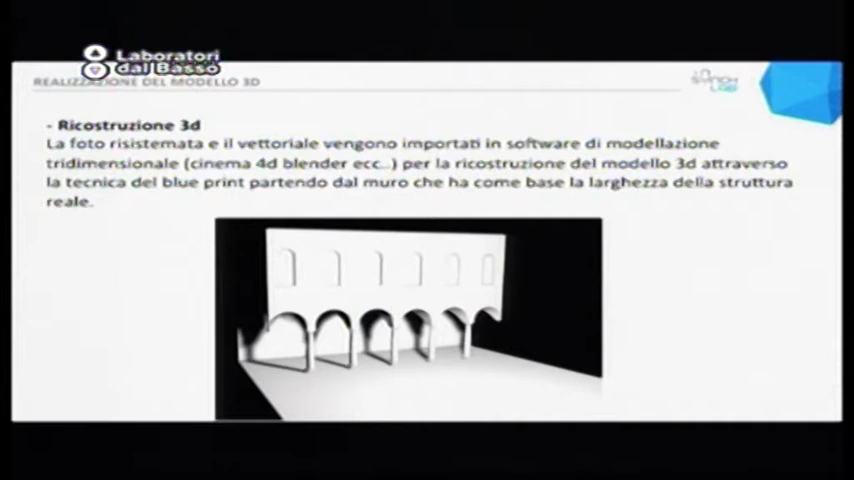 Laboratori
dal Basso
REALIZZAZIONE DEL MODELLO 3D
- Ricostruzione 3d
La foto risistemata e il vettoriale vengono importati in software di modellazione
tridimensionale (cinema 4d blender ecc..) per la ricostruzione del modello 3d attraverso
la tecnica del blue print partendo dal muro che ha come base la larghezza della struttura
reale.